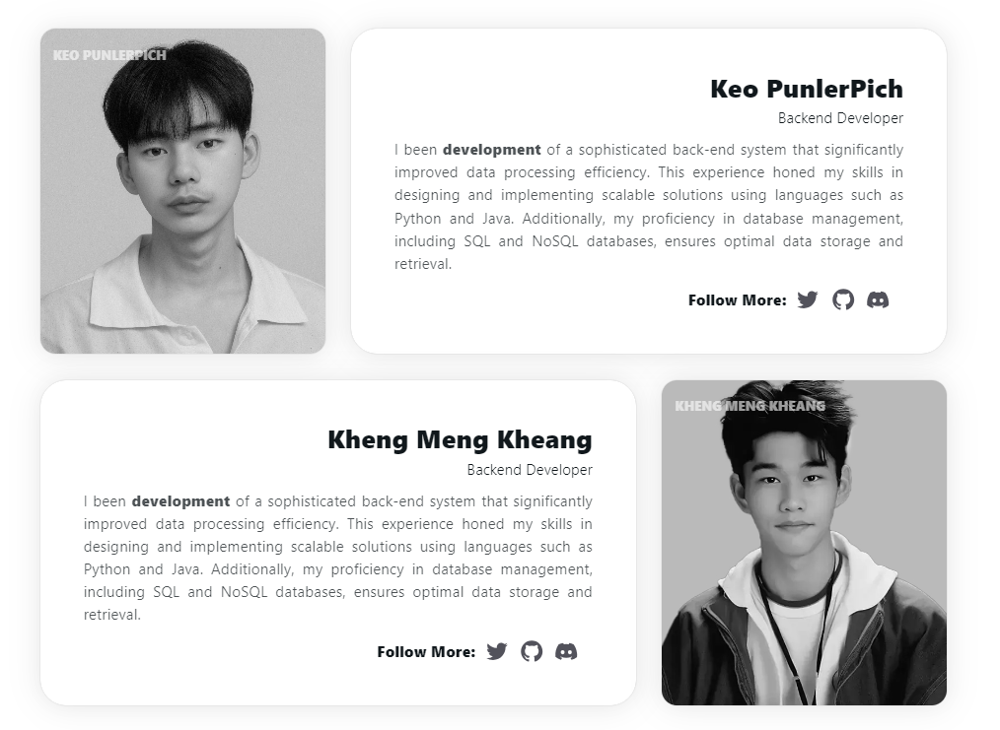 KEO PUNLERPICH
Keo PunlerPich
Backend Developer
I been development of a sophisticated back-end system that significantly
improved data processing efficiency. This experience honed my skills in
designing and implementing scalable solutions using languages such as
Python and Java. Additionally, my proficiency in database management,
including SQL and NoSQL databases, ensures optimal data storage and
retrieval.
Follow More:
Kheng Meng Kheang
Backend Developer
I been development of a sophisticated back-end system that significantly
improved data processing efficiency. This experience honed my skills in
designing and implementing scalable solutions using languages such as
Python and Java. Additionally, my proficiency in database management,
including SQL and NoSQL databases, ensures optimal data storage and
retrieval.
Follow More:
KHENG MENG KHEANG